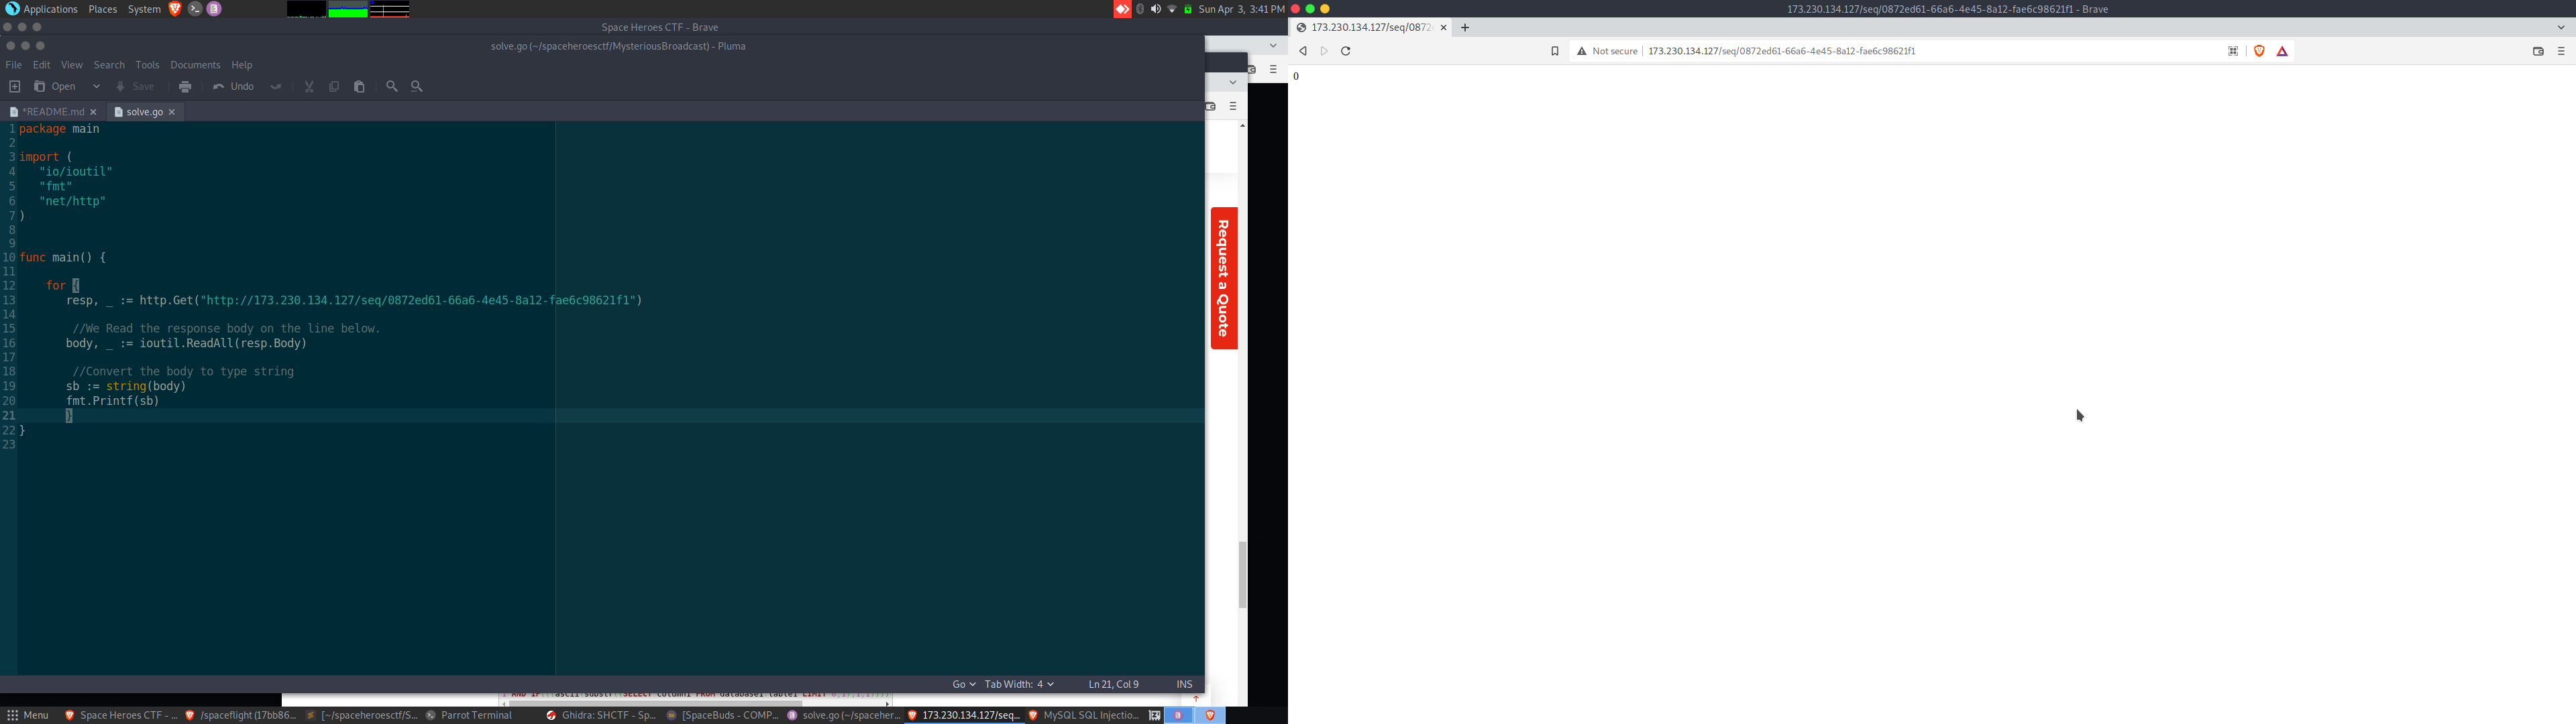 Applications Places System
Sun Apr 3, 3:41 PM
173.230.134.127/seq/0872ed61-66a6-4e45-8a12-fae6c98621f1 - Brave
Space Heroes CTF - Brave
173.230.134.127/seq/0872
solve.go (~/spaceheroesctf/MysteriousBroadcast) - Pluma
Not secure 173.230.134.127/seq/0872ed61-66a6-4e45-8a12-fae6c98621f1
File Edit View Search Tools Documents Help
0
Open Save Undo
*README.md solve.go
1 package main
2
3 import (
4 "io/ioutil"
5 "fmt"
6 "net/http"
7 )
8
9
10 func main() {
11
12 for {
13 resp, _ := http.Get("http://173.230.134.127/seq/0872ed61-66a6-4e45-8a12-fae6c98621f1")
14
15 //We Read the response body on the line below.
16 body, _ := ioutil.ReadAll(resp.Body)
17
18 //Convert the body to type string
19 sb := string(body)
20 fmt.Printf(sb)
21 }
22 }
23
Request a Quote
Go Tab Width: 4 Ln 21, Col 9 INS
Menu Space Heroes CTF - ... /spaceflight (17bb86... [~/spaceheroesctf/S... Parrot Terminal Ghidra: SHCTF - Sp... [SpaceBuds - COMP... solve.go (~/spaceher... 173.230.134.127/seq... MySQL SQL Injectio...